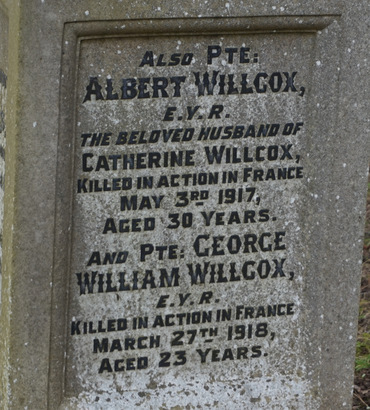 Also Pte:
Albert Willcox,
E.Y.R.
The beloved husband of
Catherine Willcox,
Killed in action in France
May 3rd 1917,
Aged 30 years.
And Pte: George
William Willcox,
E.Y.R.
Killed in action in France
March 27th 1918,
Aged 23 years.